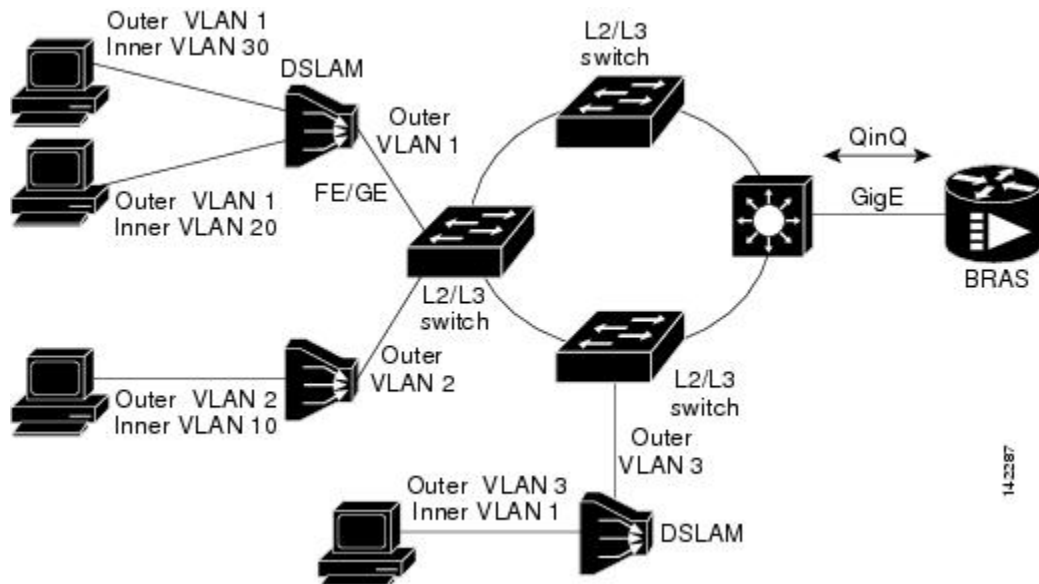 Outer VLAN 1
Inner VLAN 30
DSLAM
L2/L3
switch
Outer
VLAN 1
QinQ
FE/GE
GigE
Outer VLAN 1
Inner VLAN 20
BRAS
L2/L3
switch
Outer
VLAN 2
L2/L3
switch
Outer VLAN 2
Inner VLAN 10
Outer
VLAN 3
142287
Outer VLAN 3
Inner VLAN 1
DSLAM